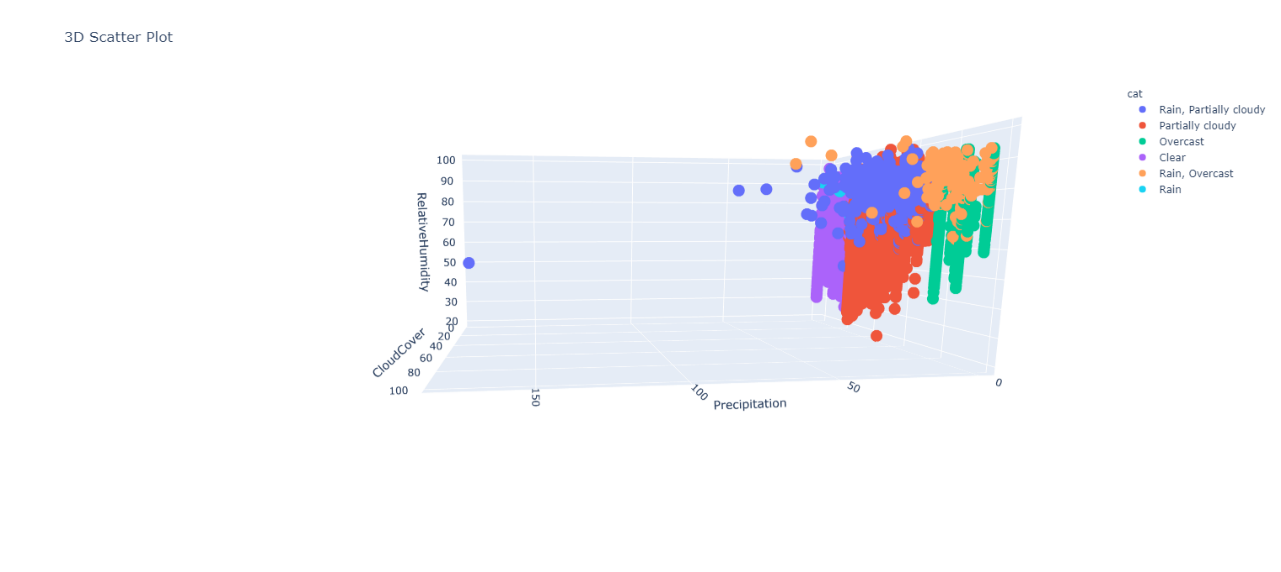 3D Scatter Plot
cat
Rain, Partially cloudy
Partially cloudy
Overcast
Clear
Rain, Overcast
Rain
100
90
80
70
60
50
40
30
20
RelativeHumidity
0
20
40
60
80
100
CloudCover
150
100
50
0
Precipitation